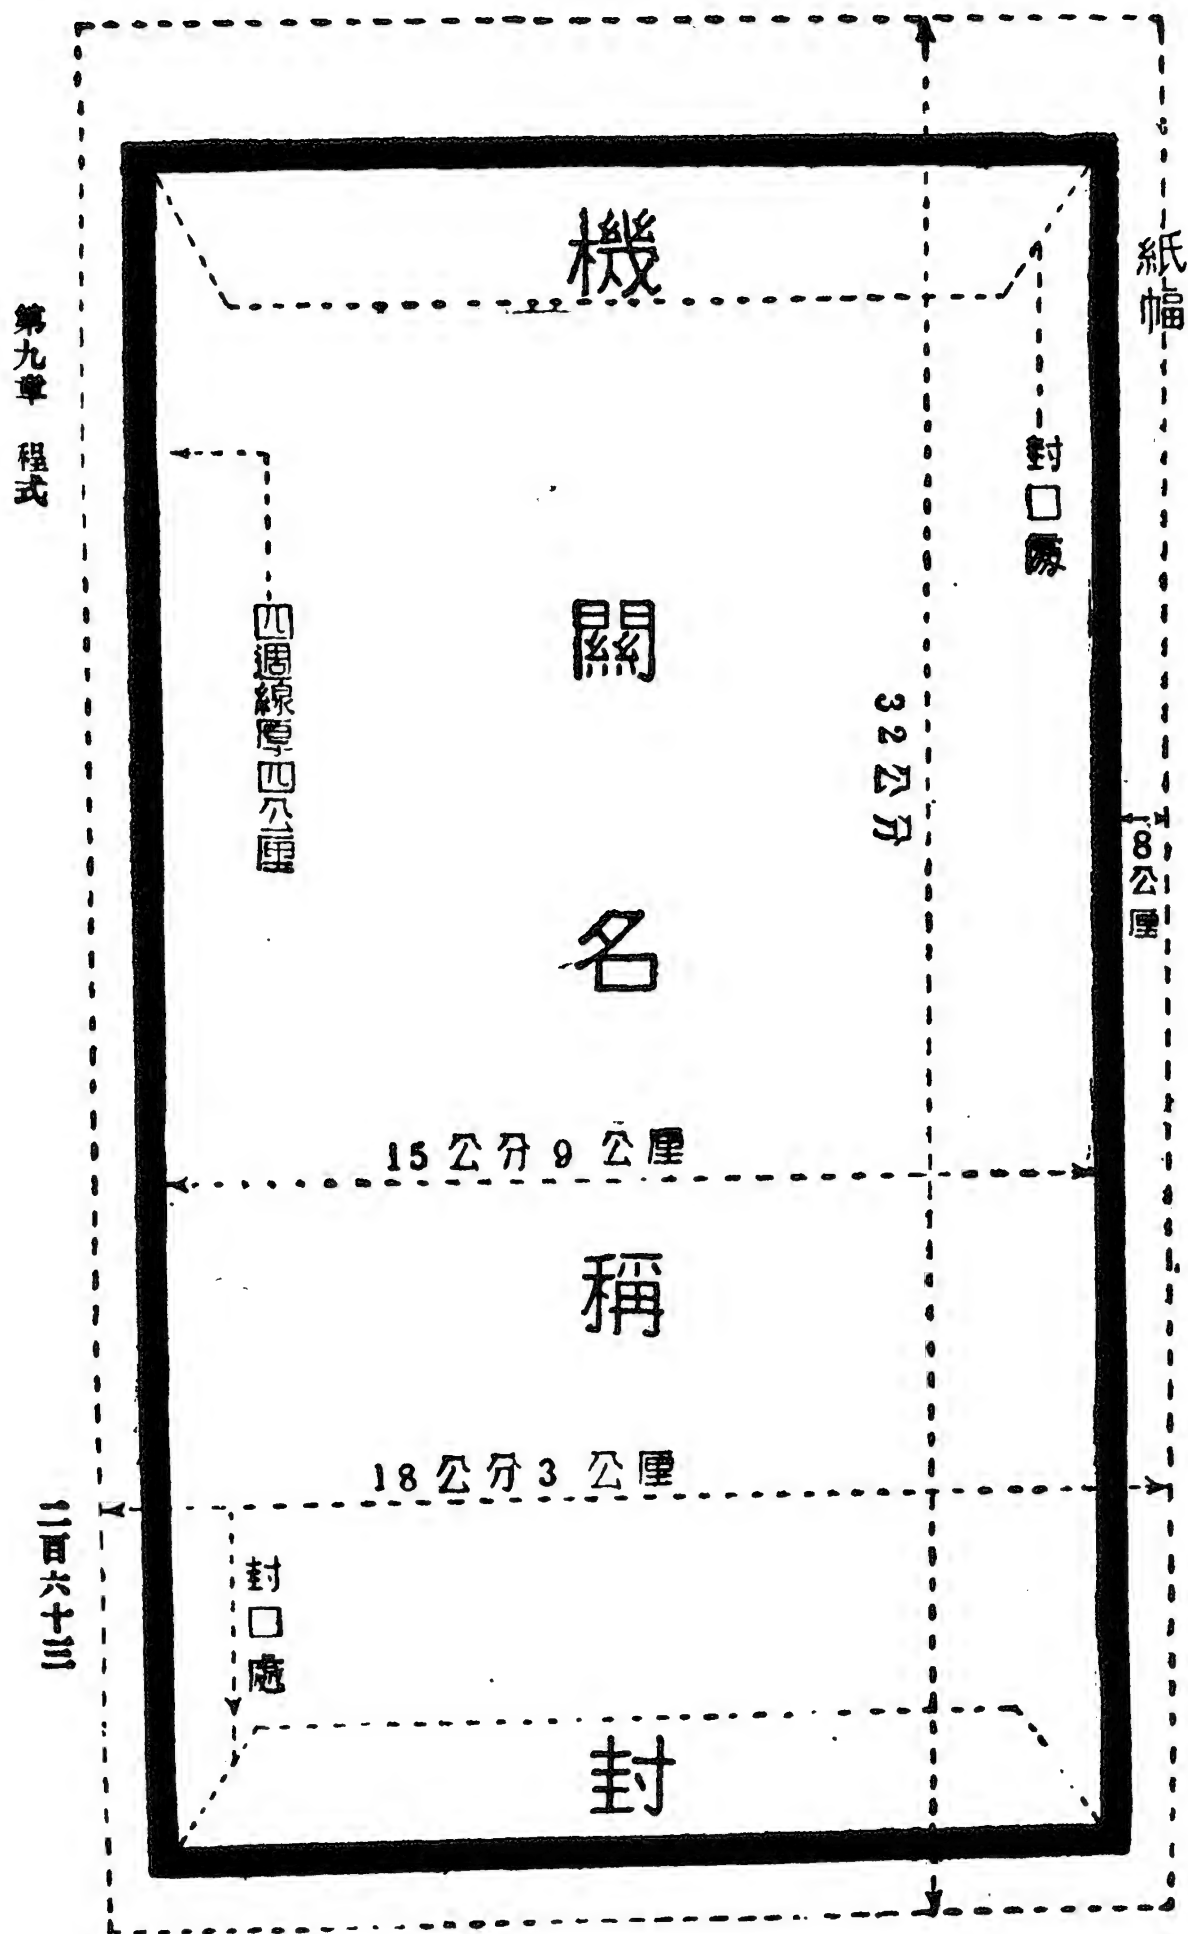 紙幅
8公厘
封口處
32公分
機關名稱封
15公分9公厘
18公分3公厘
四週線厚四公厘
封口處
第九章　程式
二百六十三